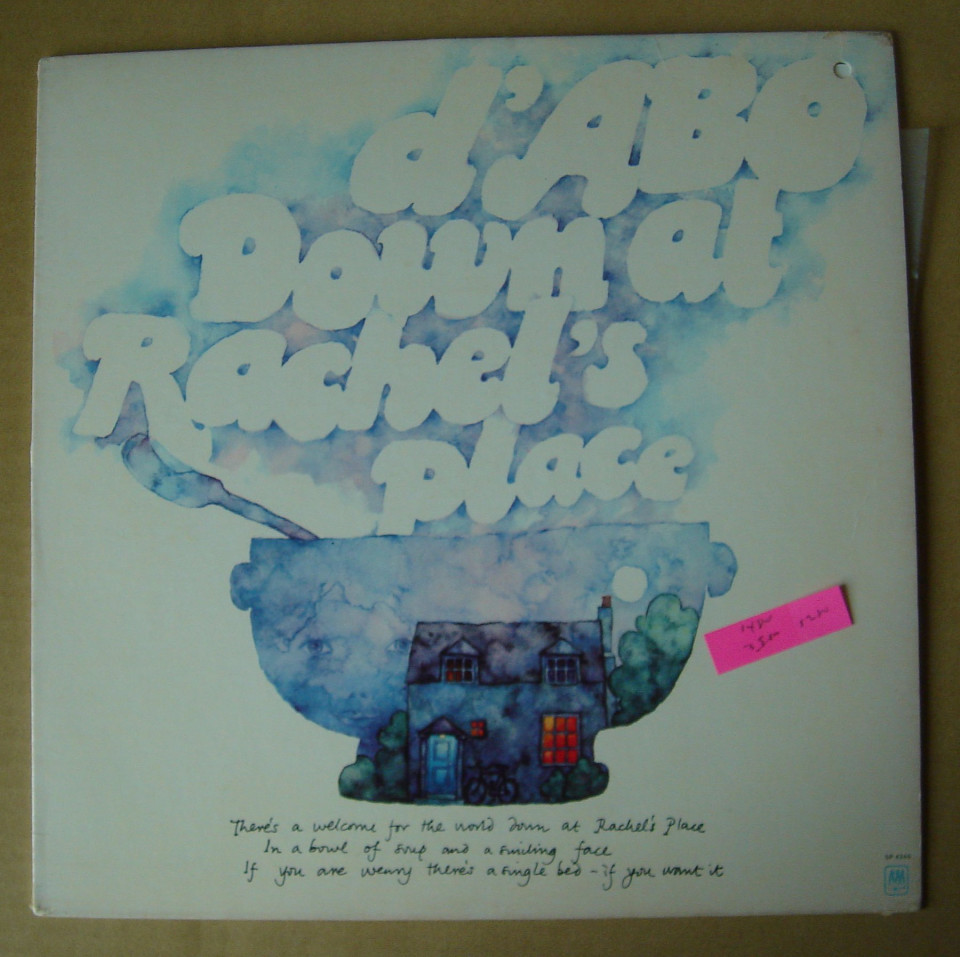 d'ABO
Down at
Rachel's
place
There's a welcome for the world down at Rachel's Place
In a bowl of soup and a smiling face
If you are weary there's a single bed - if you want it
AM